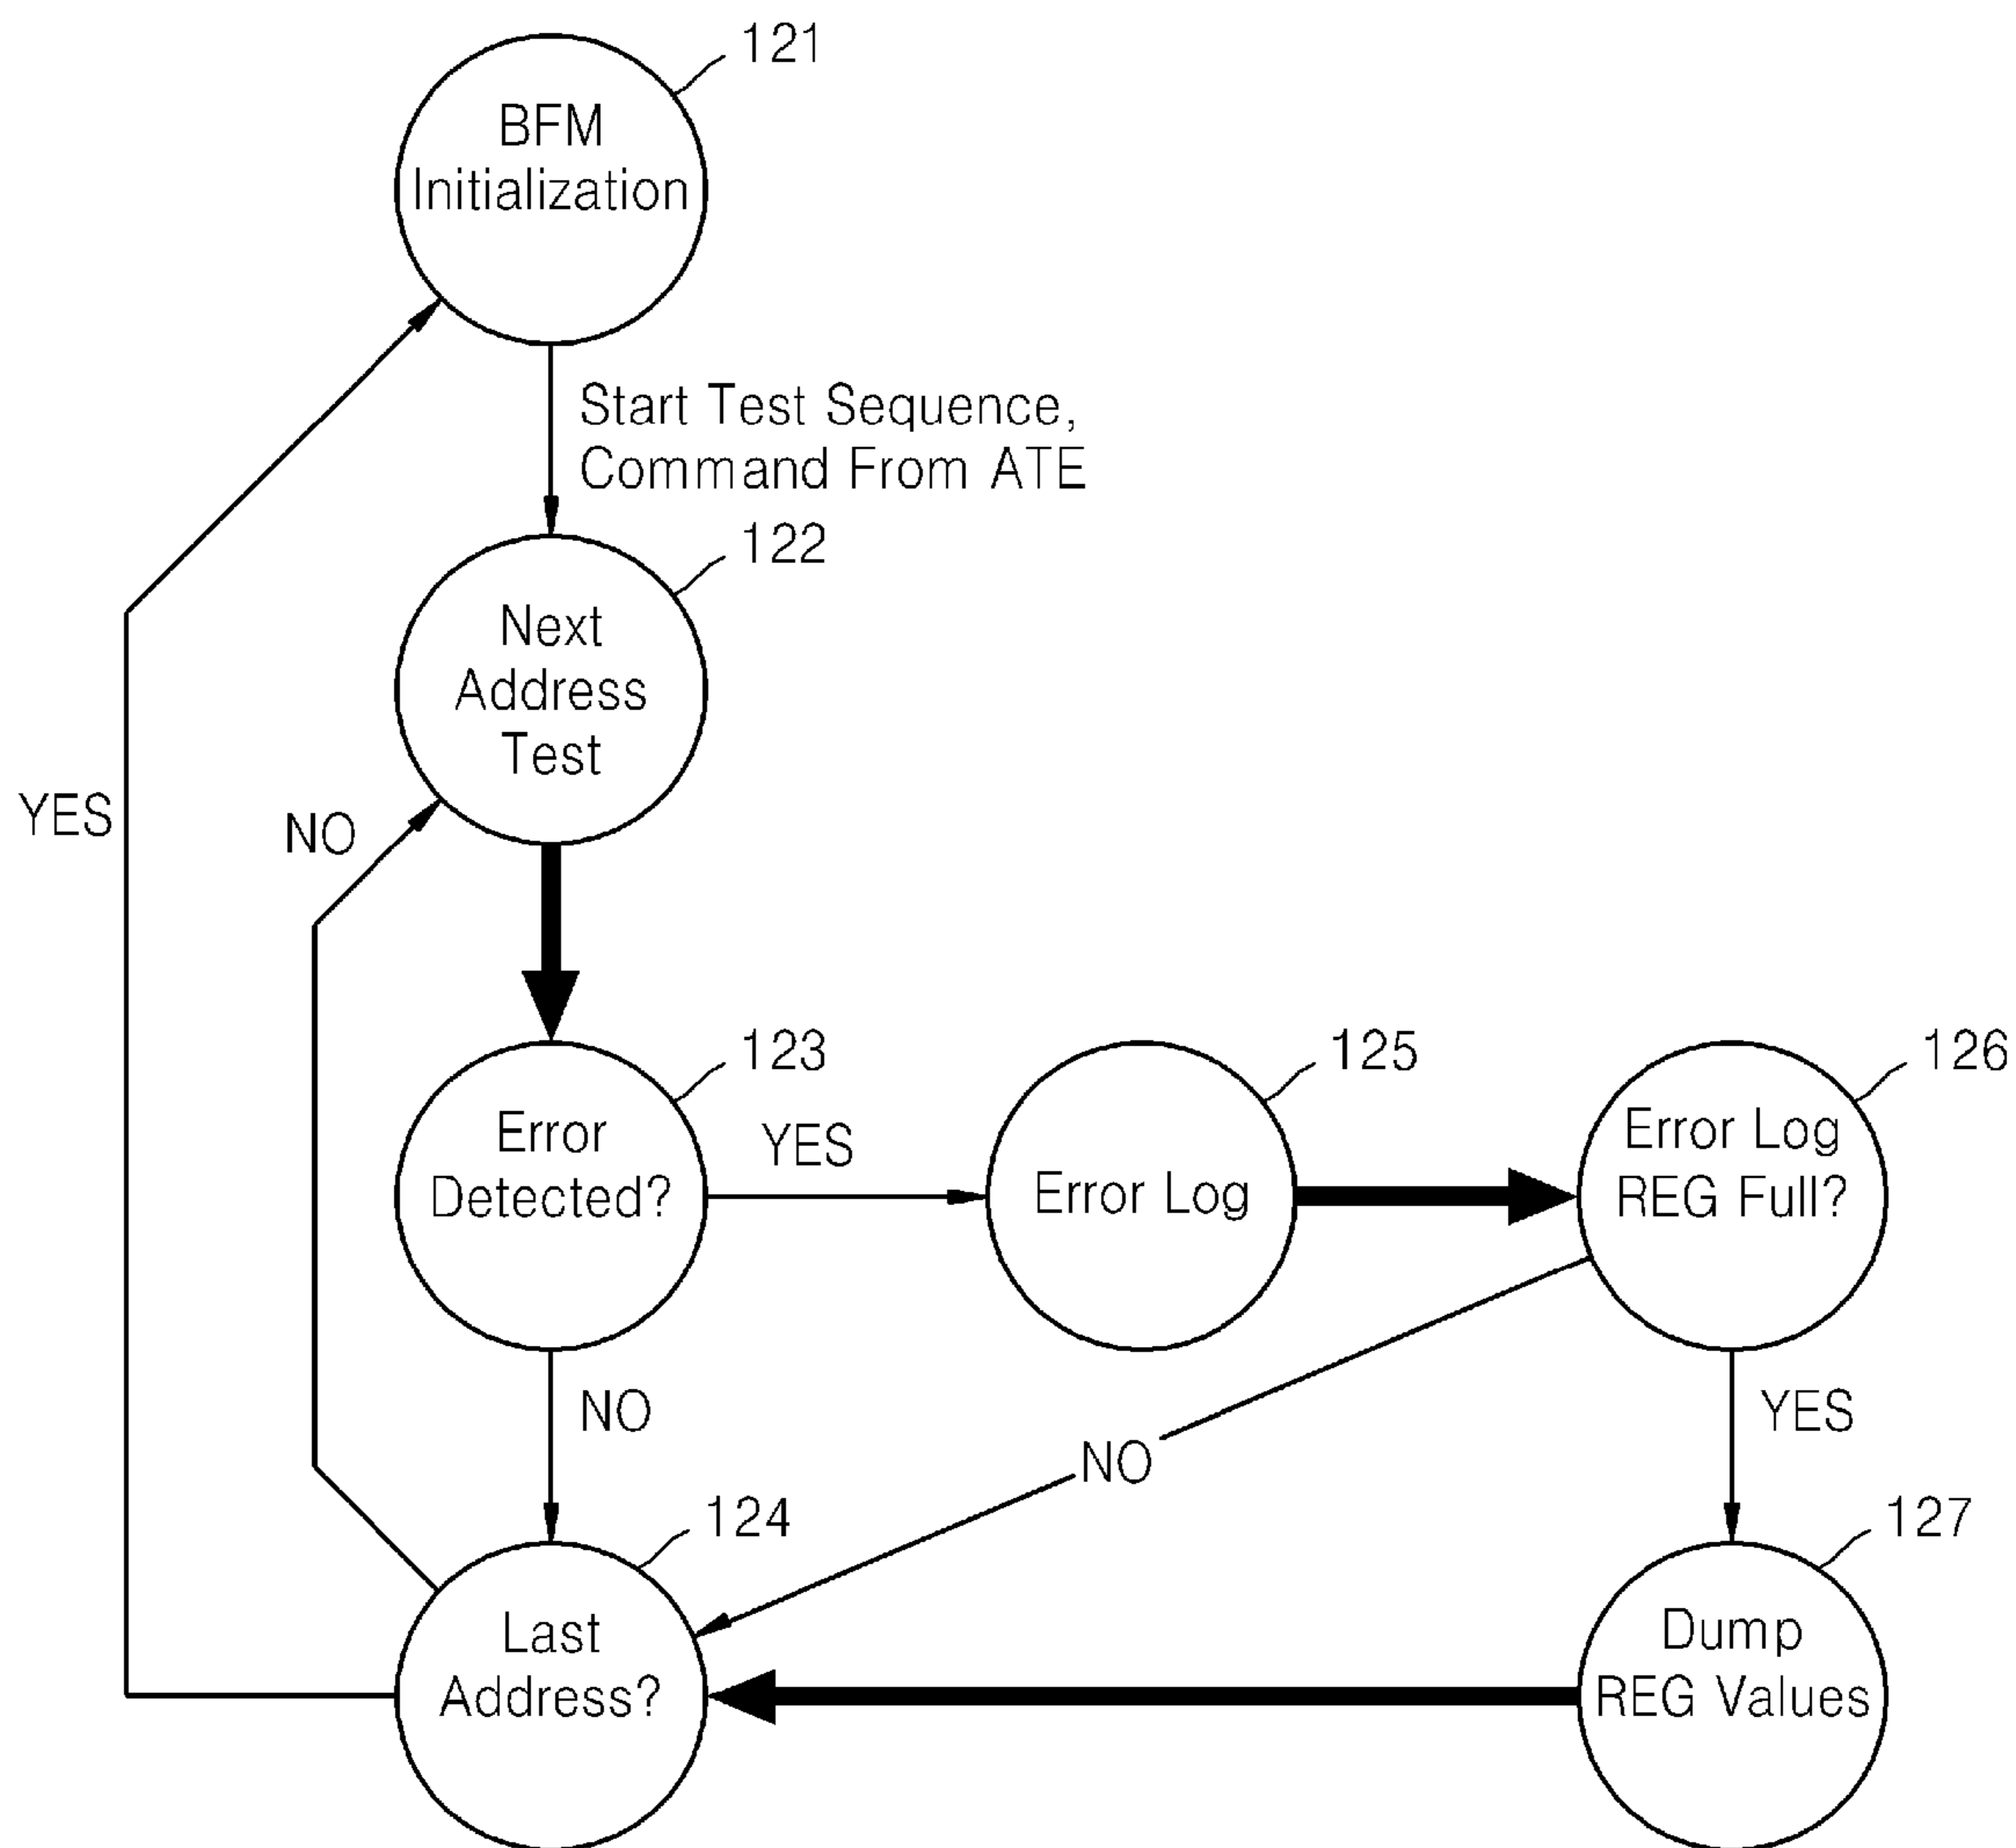 121
BFM
Initialization
Start Test Sequence,
Command From ATE
122
Next
Address
Test
YES
NO
123
Error
Detected?
YES
125
Error Log
126
Error Log
REG Full?
NO
NO
YES
124
Last
Address?
127
Dump
REG Values